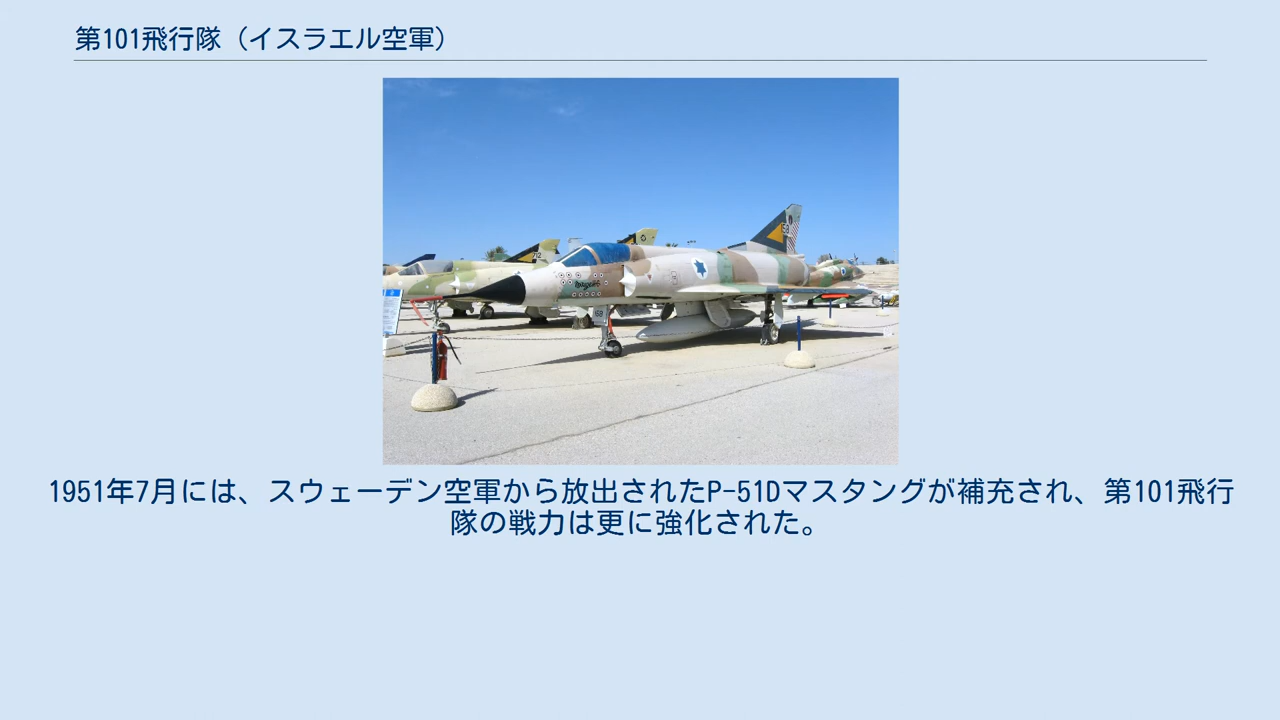 第101飛行隊（イスラエル空軍）
712
59
159
1951年7月には、スウェーデン空軍から放出されたP-51Dマスタングが補充され、第101飛行
隊の戦力は更に強化された。